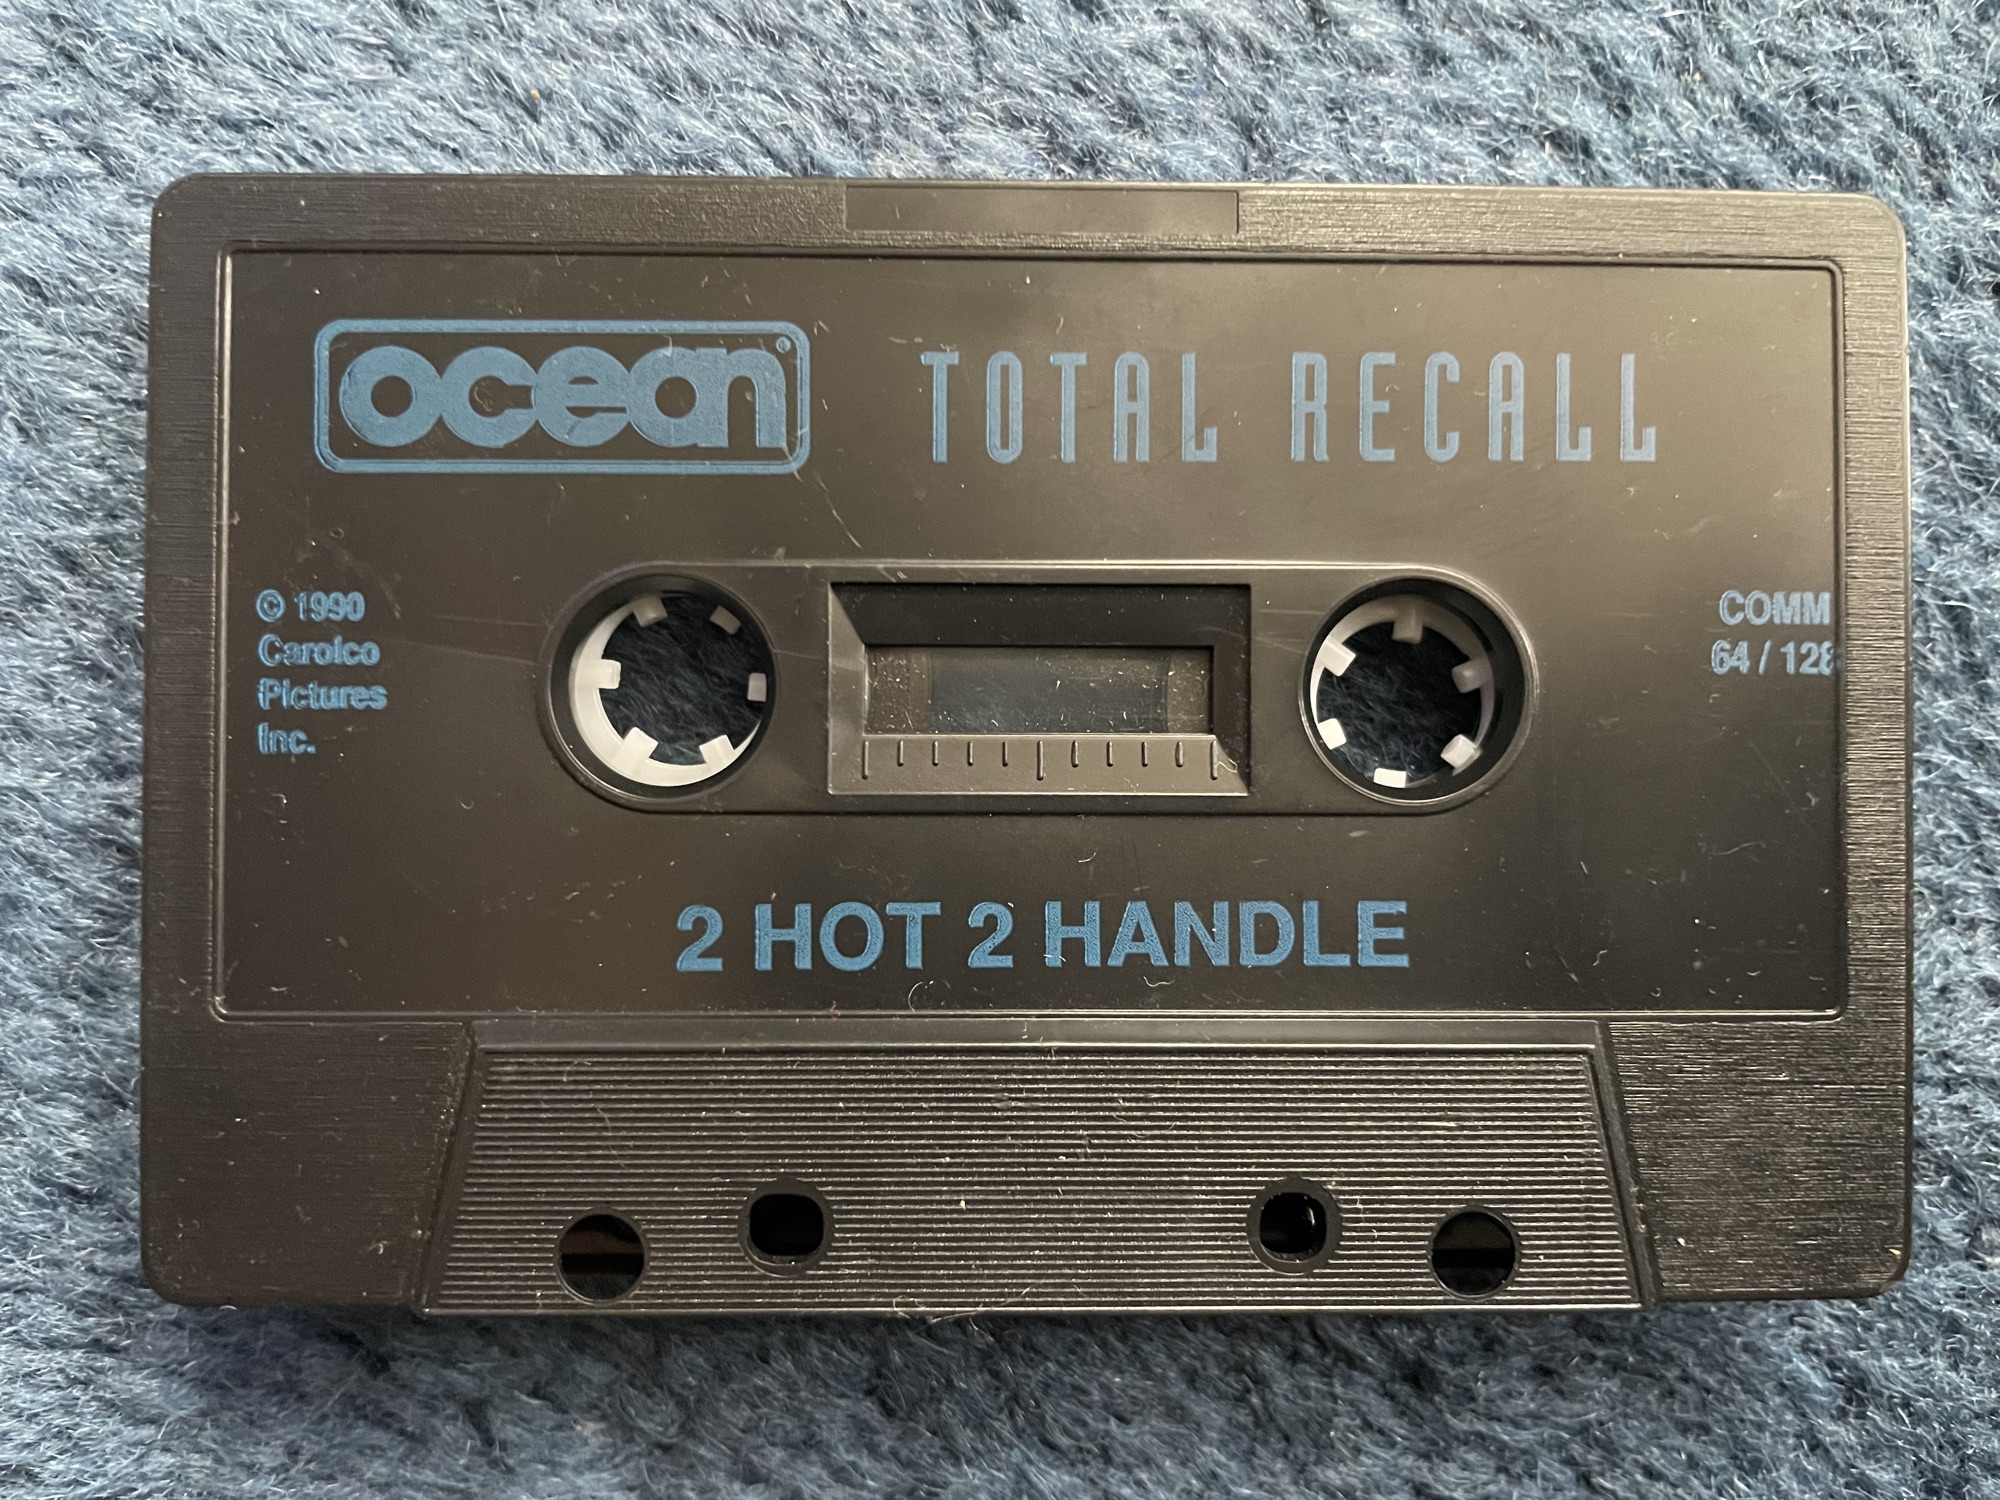 ocean®
TOTAL RECALL
© 1990
Carolco
Pictures
Inc.
COMM
64 / 128
2 HOT 2 HANDLE